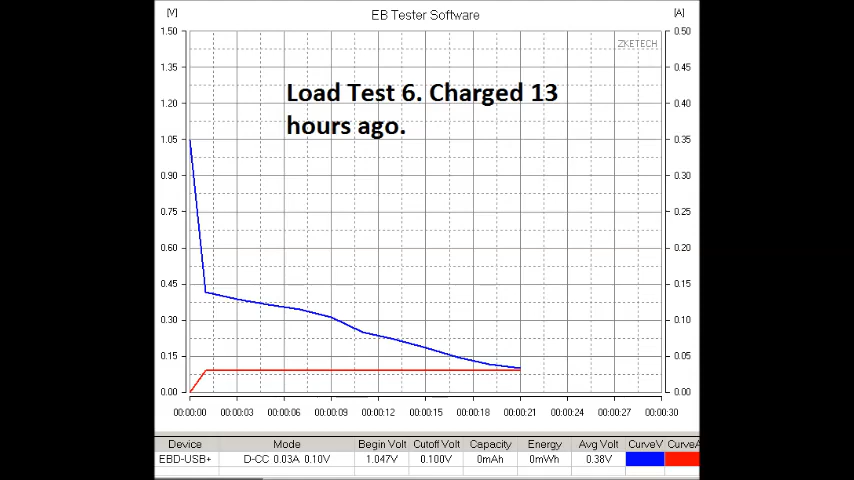 [V] EB Tester Software [A]
ZKETECH
Load Test 6. Charged 13
hours ago.
1.50 0.50
1.35 0.45
1.20 0.40
1.05 0.35
0.90 0.30
0.75 0.25
0.60 0.20
0.45 0.15
0.30 0.10
0.15 0.05
0.00 0.00
00:00:00 00:00:03 00:00:06 00:00:09 00:00:12 00:00:15 00:00:18 00:00:21 00:00:24 00:00:27 00:00:30
Device Mode Begin Volt Cutoff Volt Capacity Energy Avg Volt CurveV CurveA
EBD-USB+ D-CC 0.03A 0.10V 1.047V 0.100V 0mAh 0mWh 0.38V